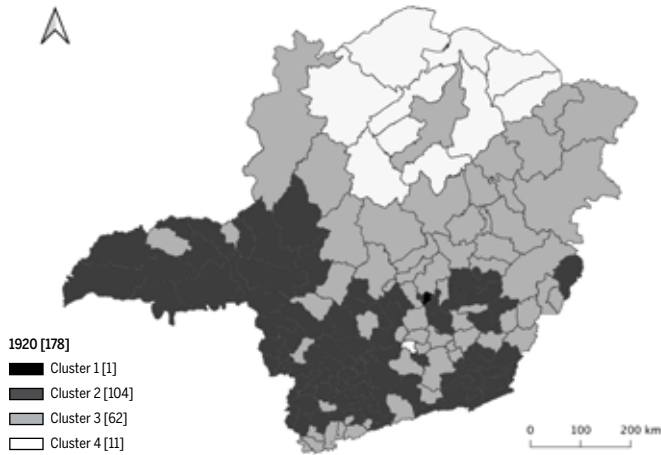 1920 [178]
Cluster 1 [1]
Cluster 2 [104]
Cluster 3 [62]
Cluster 4 [11]
0 100 200 km